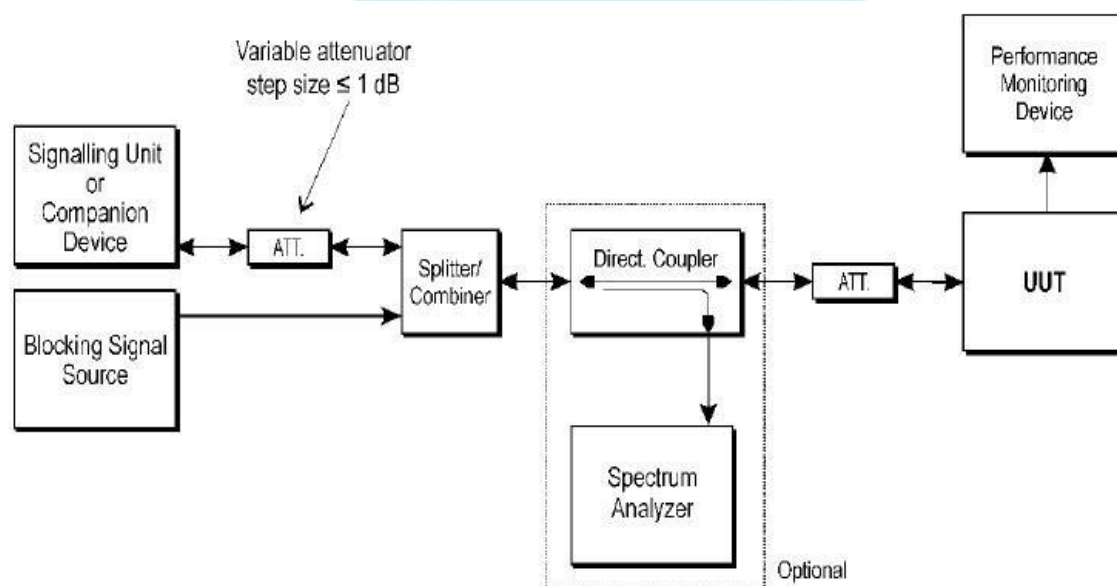 Variable attenuator
step size ≤ 1 dB
Performance
Monitoring
Device
Signalling Unit
or
Companion
Device
ATT.
Splitter/
Combiner
Direct. Coupler
ATT.
UUT
Blocking Signal
Source
Spectrum
Analyzer
Optional